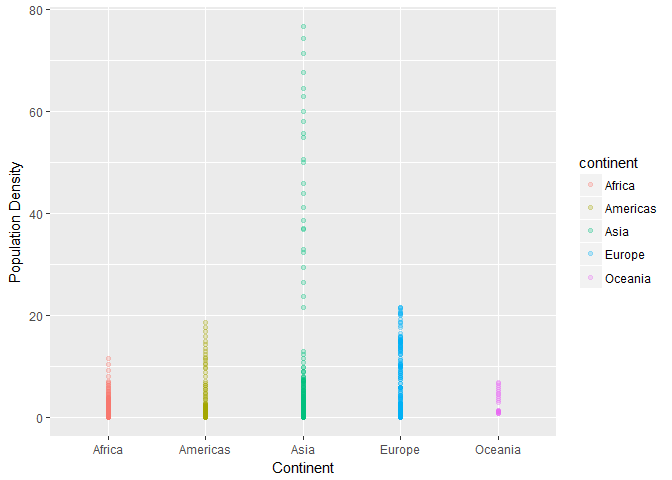 80
60
40
20
0
Population Density
Africa
Americas
Asia
Europe
Oceania
Continent
continent
Africa
Americas
Asia
Europe
Oceania